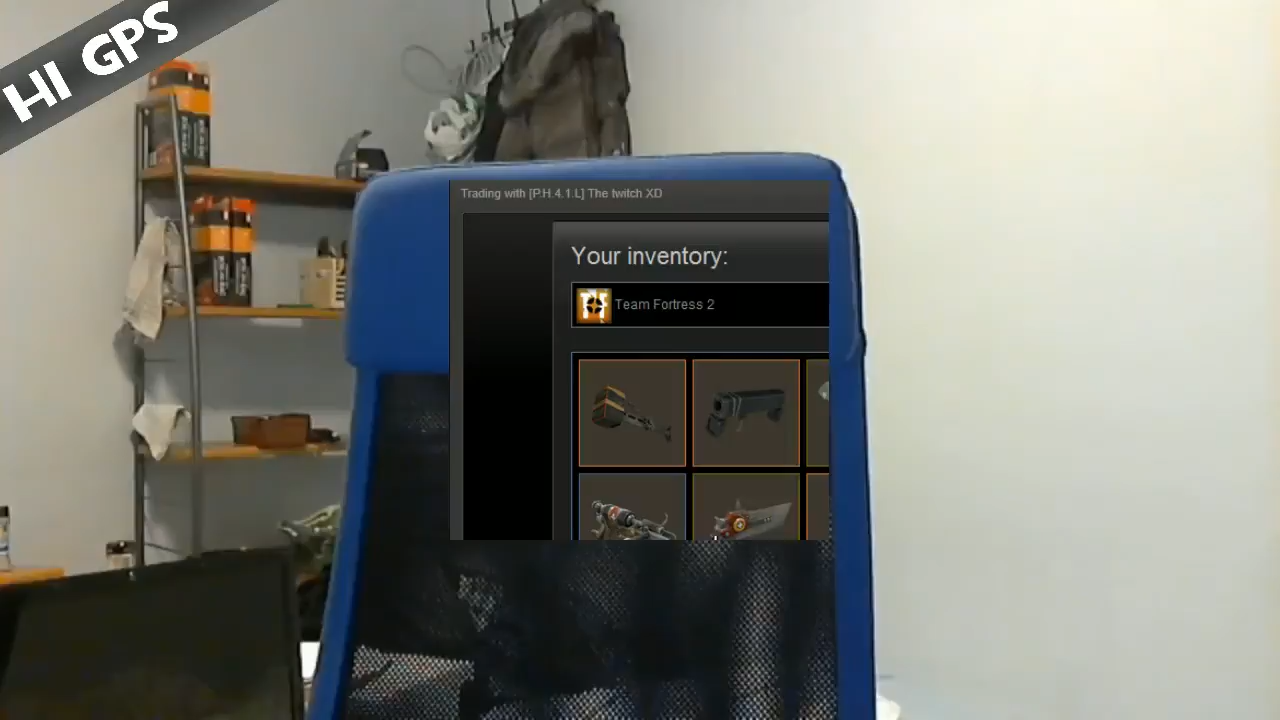 HI GPS
Trading with [P.H.4.1.L] The twitch XD
Your inventory:
Team Fortress 2